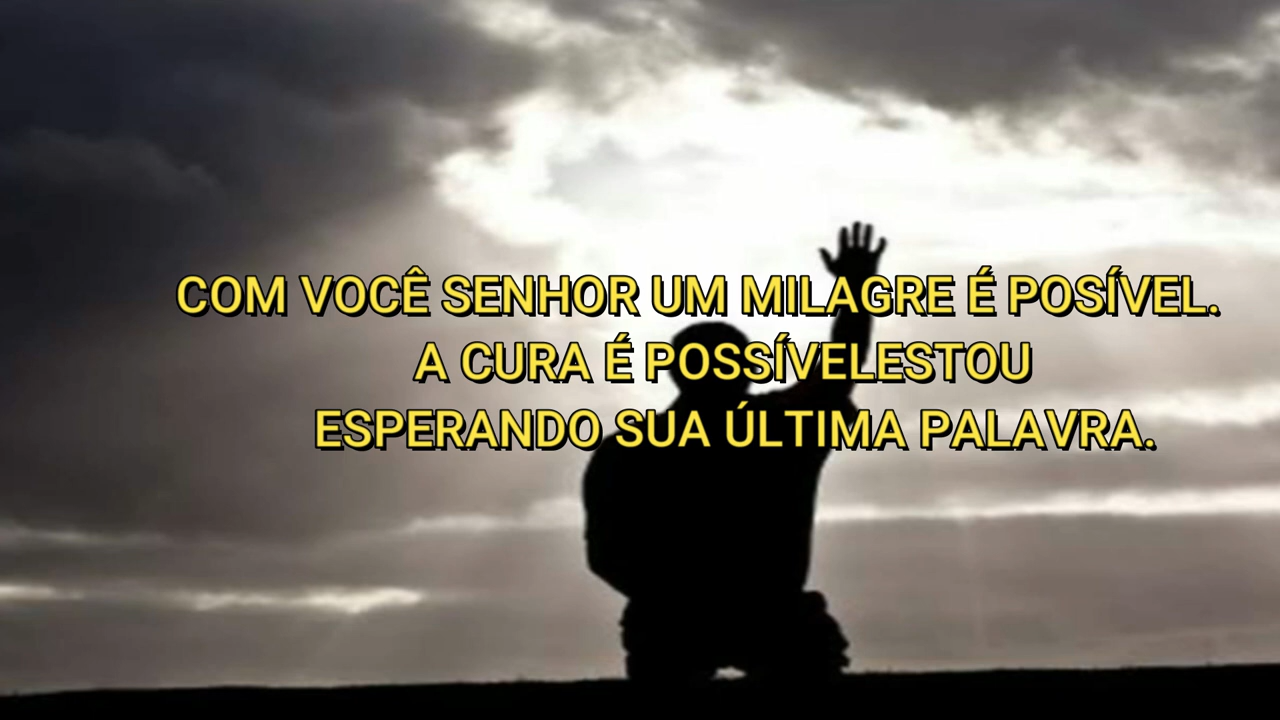 COM VOCÊ SENHOR UM MILAGRE É POSÍVEL.
A CURA É POSSÍVELESTOU
ESPERANDO SUA ÚLTIMA PALAVRA.